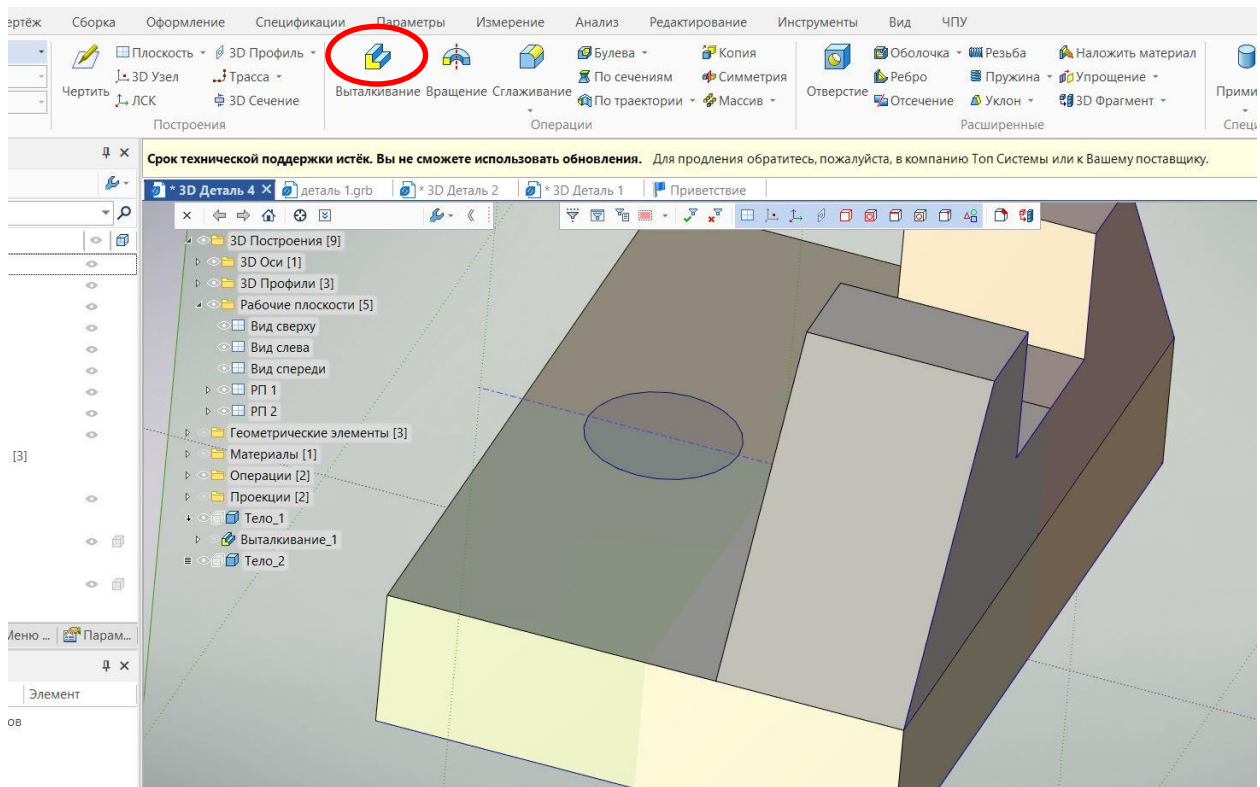 ертёж Сборка Оформление Спецификации Параметры Измерение Анализ Редактирование Инструменты Вид ЧПУ
Плоскость 3D Профиль Булева Копия Оболочка Резьба Наложить материал
3D Узел Трасса По сечениям Симметрия Ребро Пружина Упрощение
Чертить ЛСК 3D Сечение Выталкивание Вращение Сглаживание По траектории Массив Отверстие Отсечение Уклон 3D Фрагмент Прими
Построения Операции Расширенные Специ
Срок технической поддержки истёк. Вы не сможете использовать обновления. Для продления обратитесь, пожалуйста, в компанию Топ Системы или к Вашему поставщику.
* 3D Деталь 4 деталь 1.grb * 3D Деталь 2 * 3D Деталь 1 Приветствие
3D Построения [9]
3D Оси [1]
3D Профили [3]
Рабочие плоскости [5]
Вид сверху
Вид слева
Вид спереди
РП 1
РП 2
Геометрические элементы [3]
Материалы [1]
[3]
Операции [2]
Проекции [2]
Тело_1
Выталкивание_1
Тело_2
Меню ... Парам...
Элемент
ов